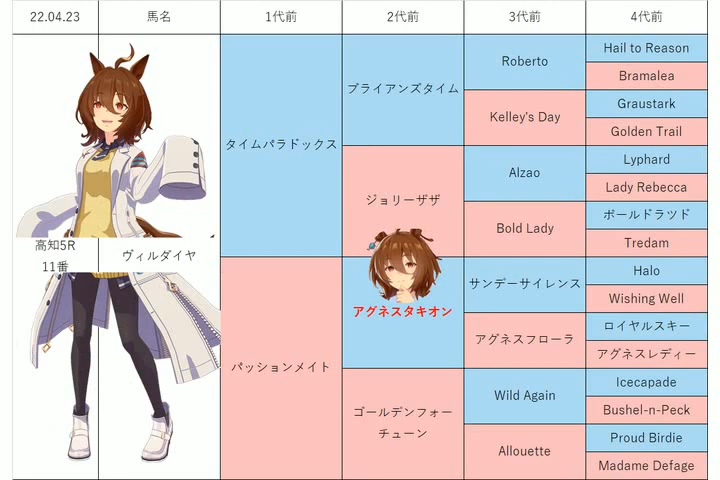 22.04.23 馬名 1代前 2代前 3代前 4代前
高知5R
11番
ヴィルダイヤ
タイムパラドックス
パッションメイト
ブライアンズタイム
ジョリーザザ
アグネスタキオン
ゴールデンフォー
チューン
Roberto
Kelley's Day
Alzao
Bold Lady
サンデーサイレンス
アグネスフローラ
Wild Again
Allouette
Hail to Reason
Bramalea
Graustark
Golden Trail
Lyphard
Lady Rebecca
ボールドラツド
Tredam
Halo
Wishing Well
ロイヤルスキー
アグネスレディー
Icecapade
Bushel-n-Peck
Proud Birdie
Madame Defage